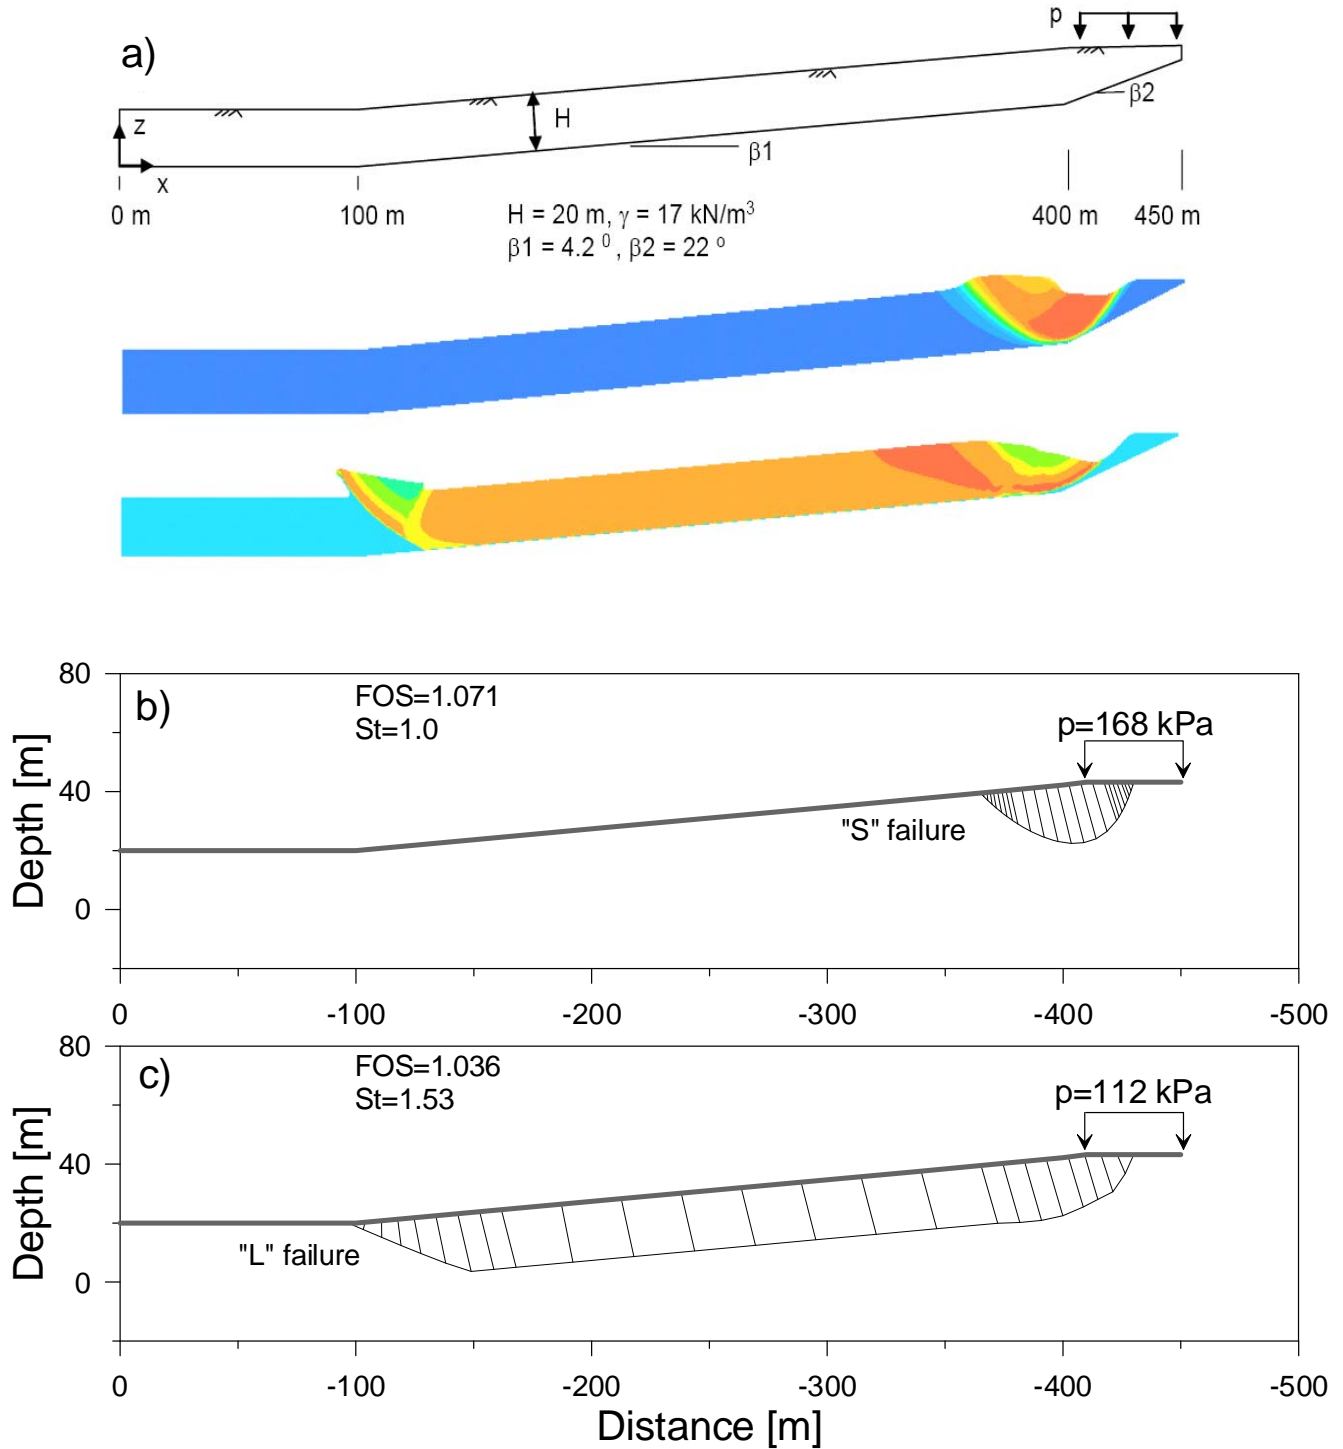 p
a)
z
H
β2
β1
x
0 m
100 m
H = 20 m, γ = 17 kN/m³
400 m
450 m
β1 = 4.2 ⁰ , β2 = 22 ᵒ
80
b)
FOS=1.071
St=1.0
p=168 kPa
40
"S" failure
0
Depth [m]
0
-100
-200
-300
-400
-500
80
c)
FOS=1.036
St=1.53
p=112 kPa
40
"L" failure
0
Depth [m]
0
-100
-200
-300
-400
-500
Distance [m]